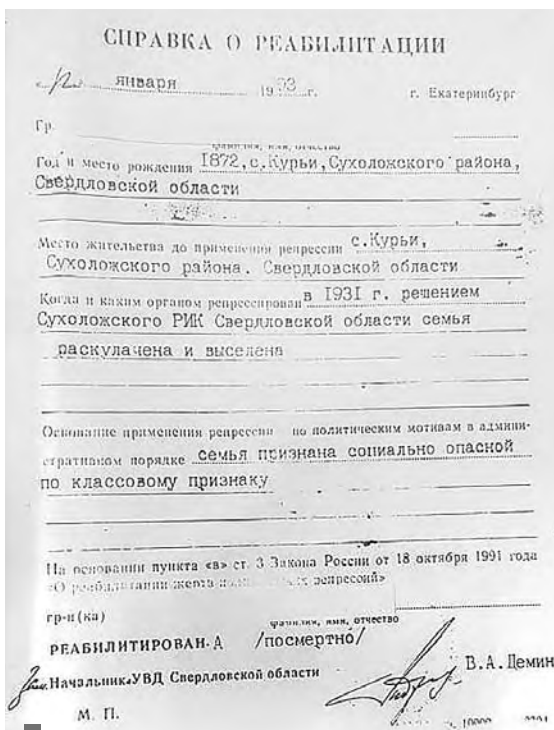 СПРАВКА О РЕАБИЛИТАЦИИ
января 1993 г. г. Екатеринбург
Гр.
фамилия, имя, отчество
Год и место рождения 1872, с.Курьи, Сухоложского района,
Свердловской области
Место жительства до применения репрессии с.Курьи,
Сухоложского района. Свердловской области
Когда и каким органом репрессирован в 1931 г. решением
Сухоложского РИК Свердловской области семья
раскулачена и выселена
Основание применения репрессии по политическим мотивам в админи-
стративном порядке семья признана социально опасной
по классовому признаку
На основании пункта «в» ст. 3 Закона России от 18 октября 1991 года
«О реабилитации жертв репрессий»
гр-н(ка)
фамилия, имя, отчество
РЕАБИЛИТИРОВАН-А /посмертно/
Зам. Начальник УВД Свердловской области В.А. Демин
М. П.